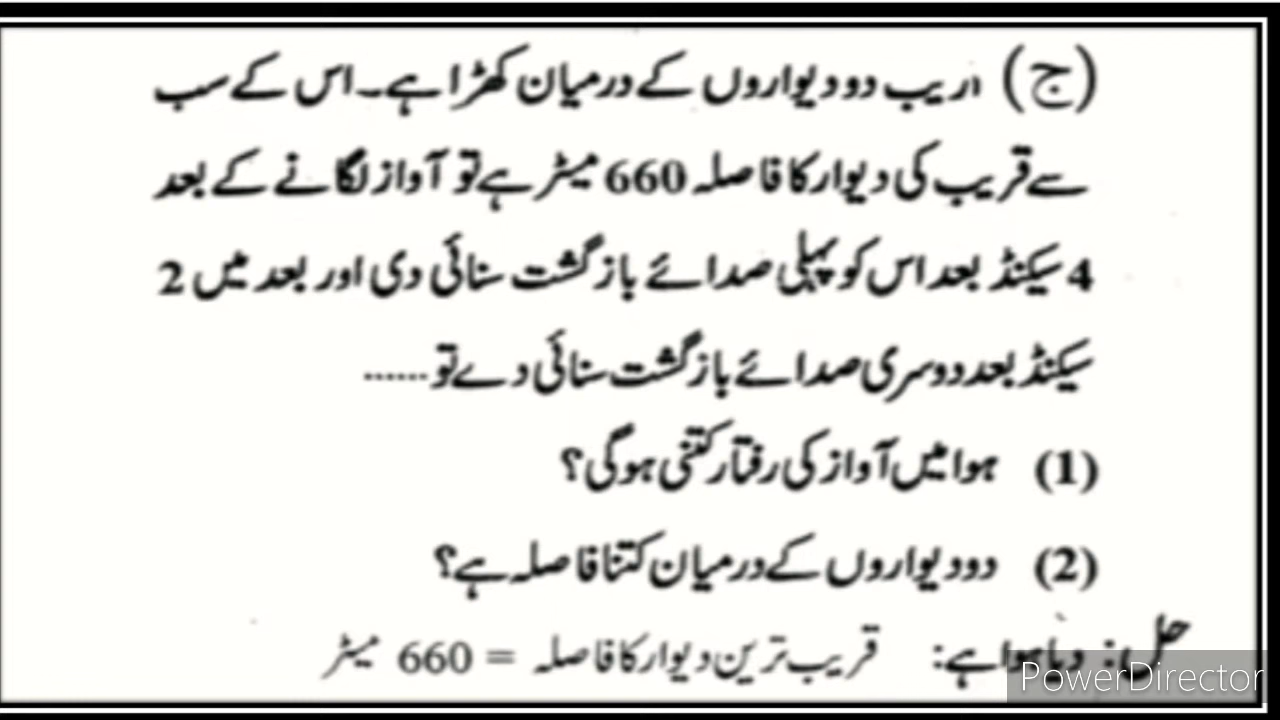 (ج) اریب دو دیواروں کے درمیان کھڑا ہے۔ اس کے سب
سے قریب کی دیوار کا فاصلہ 660 میٹر ہے تو آواز لگانے کے بعد
4 سیکنڈ بعد اس کو پہلی صدائے بازگشت سنائی دی اور بعد میں 2
سیکنڈ بعد دوسری صدائے بازگشت سنائی دے تو ......
(1) ہوا میں آواز کی رفتار کتنی ہوگی؟
(2) دو دیواروں کے درمیان کتنا فاصلہ ہے؟
حل: دیا ہوا ہے: قریب ترین دیوار کا فاصلہ = 660 میٹر
PowerDirector